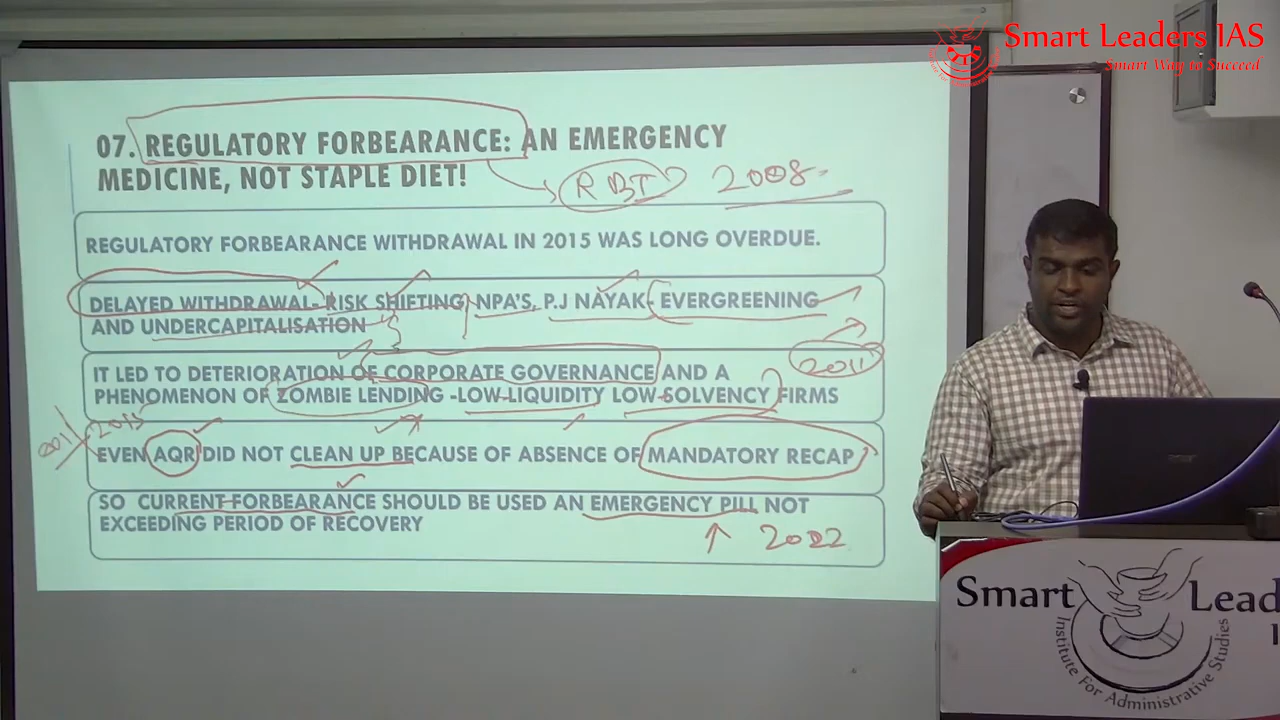 Smart Leaders IAS
Smart Way to Succeed
07. REGULATORY FORBEARANCE: AN EMERGENCY
MEDICINE, NOT STAPLE DIET!
RBI 2008
REGULATORY FORBEARANCE WITHDRAWAL IN 2015 WAS LONG OVERDUE.
DELAYED WITHDRAWAL- RISK SHIFTING, NPA'S, P.J NAYAK- EVERGREENING
AND UNDERCAPITALISATION
2011
IT LED TO DETERIORATION OF CORPORATE GOVERNANCE AND A
PHENOMENON OF ZOMBIE LENDING -LOW-LIQUIDITY LOW-SOLVENCY FIRMS
2011 2015
EVEN AQR DID NOT CLEAN UP BECAUSE OF ABSENCE OF MANDATORY RECAP
SO CURRENT FORBEARANCE SHOULD BE USED AN EMERGENCY PILL NOT
EXCEEDING PERIOD OF RECOVERY
2022
Smart Lead
Institute For Administrative Studies